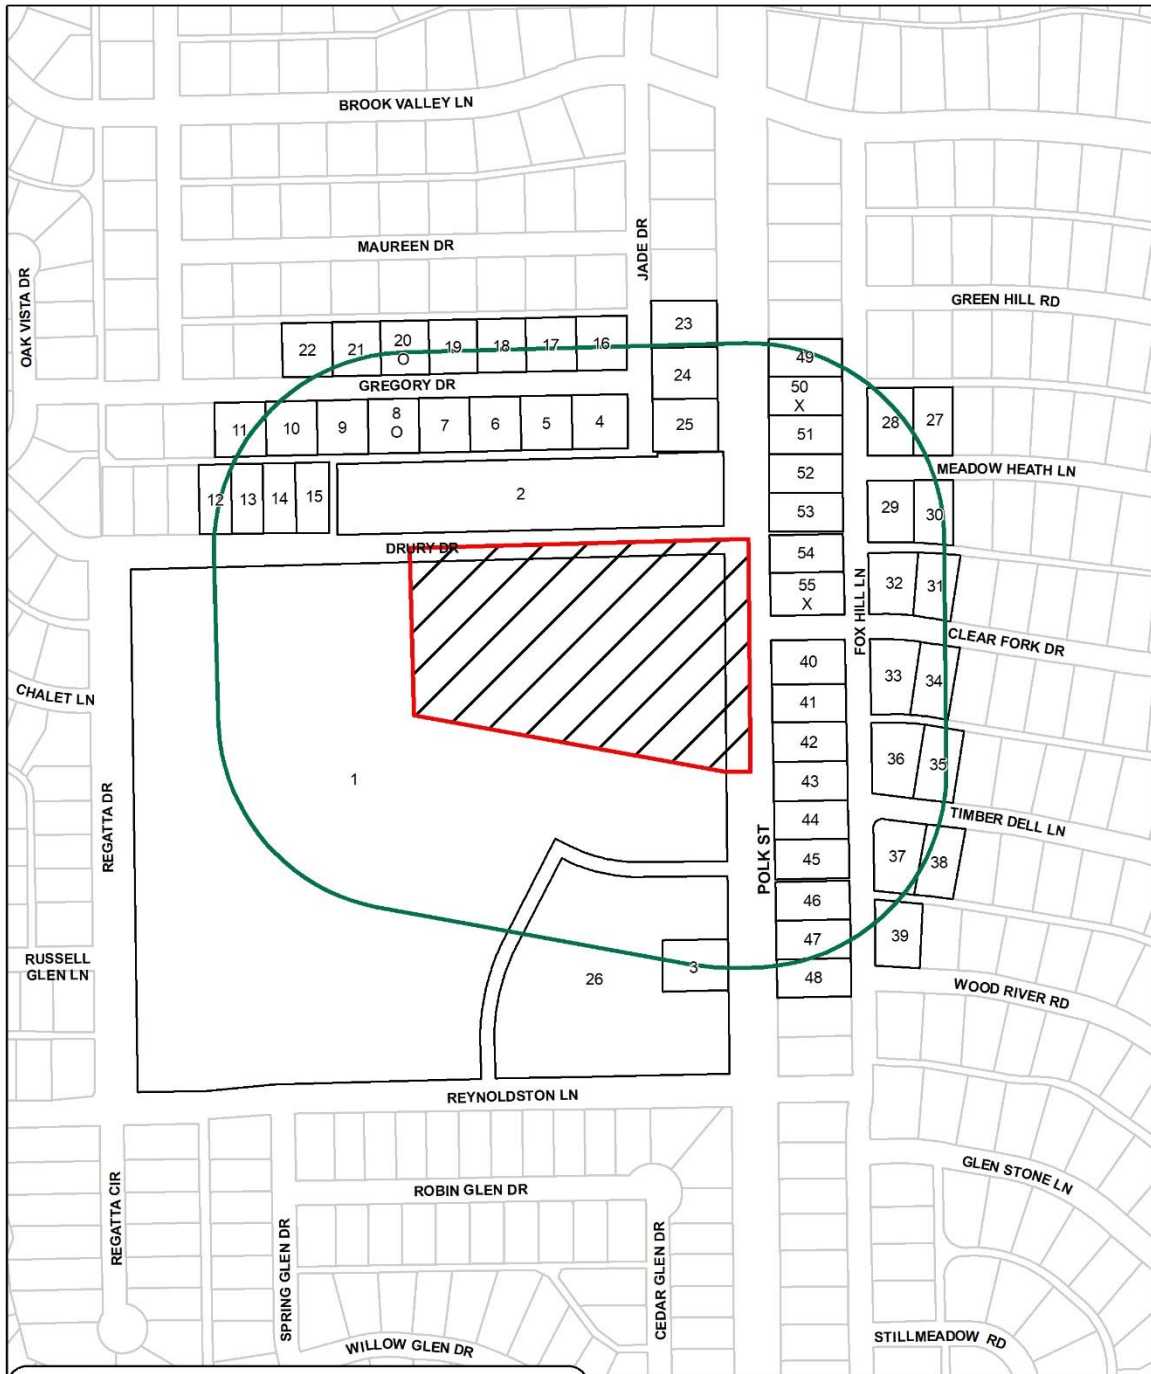 BROOK VALLEY LN
MAUREEN DR
JADE DR
OAK VISTA DR
GREEN HILL RD
23
22
21
20
O
19
18
17
16
24
49
GREGORY DR
50
X
11
10
9
8
O
7
6
5
4
25
51
28
27
MEADOW HEATH LN
12
13
14
15
2
52
53
29
30
DRURY DR
54
55
X
32
31
FOX HILL LN
CLEAR FORK DR
40
33
34
CHALET LN
41
42
36
35
1
43
REGATTA DR
44
TIMBER DELL LN
POLK ST
45
37
38
46
47
39
RUSSELL
GLEN LN
3
26
48
WOOD RIVER RD
REYNOLDSTON LN
GLEN STONE LN
ROBIN GLEN DR
REGATTA CIR
SPRING GLEN DR
CEDAR GLEN DR
WILLOW GLEN DR
STILLMEADOW RD